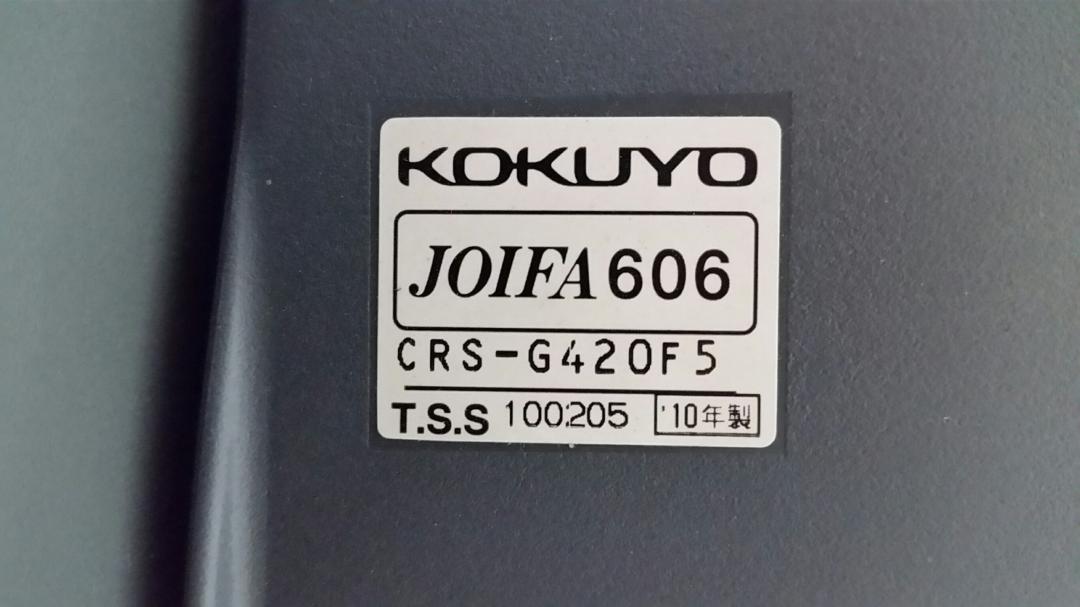 KOKUYO
JOIFA 606
CRS-G420F5
T.S.S 100205 '10年製